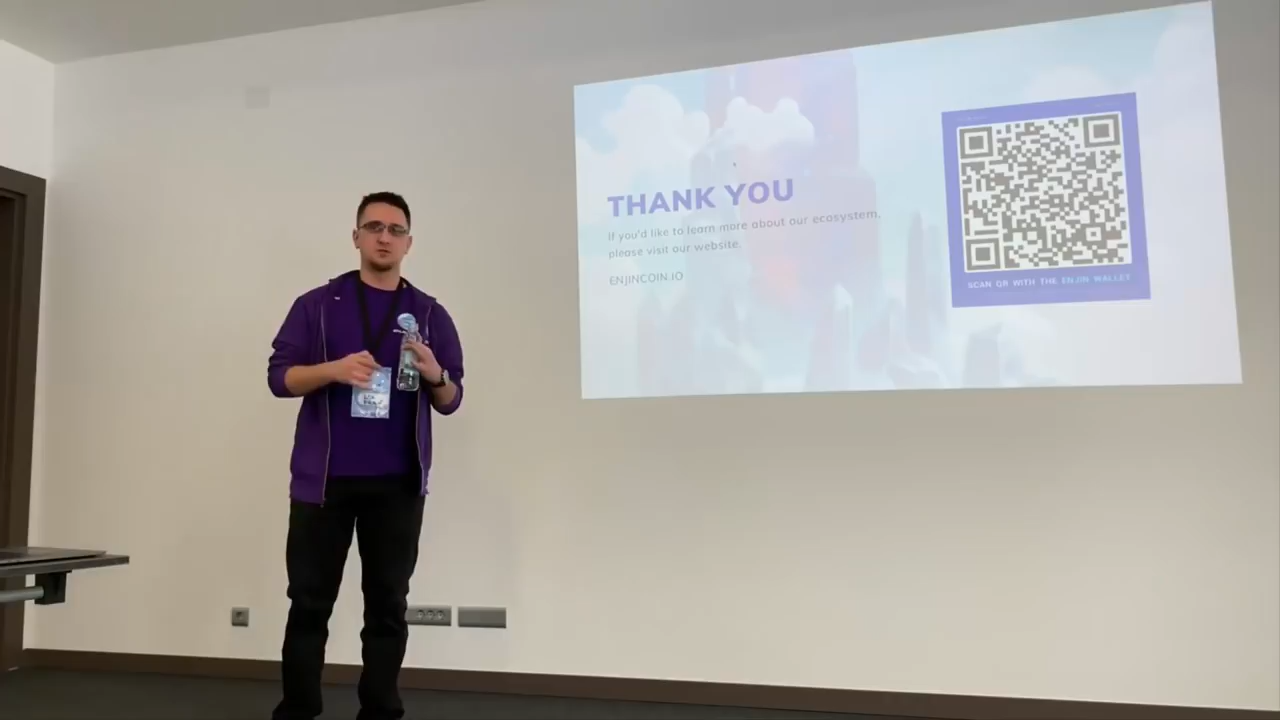 THANK YOU
If you'd like to learn more about our ecosystem,
please visit our website.
ENJINCOIN.IO
SCAN QR WITH THE ENJIN WALLET